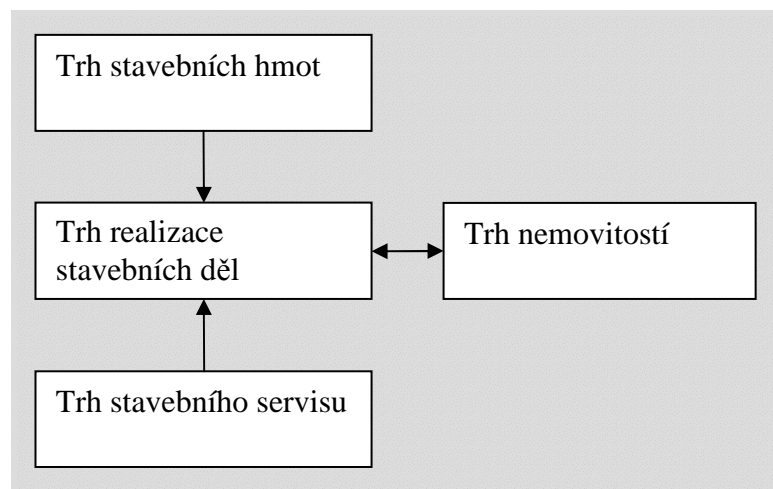 Trh stavebních hmot
Trh realizace
stavebních děl
Trh nemovitostí
Trh stavebního servisu